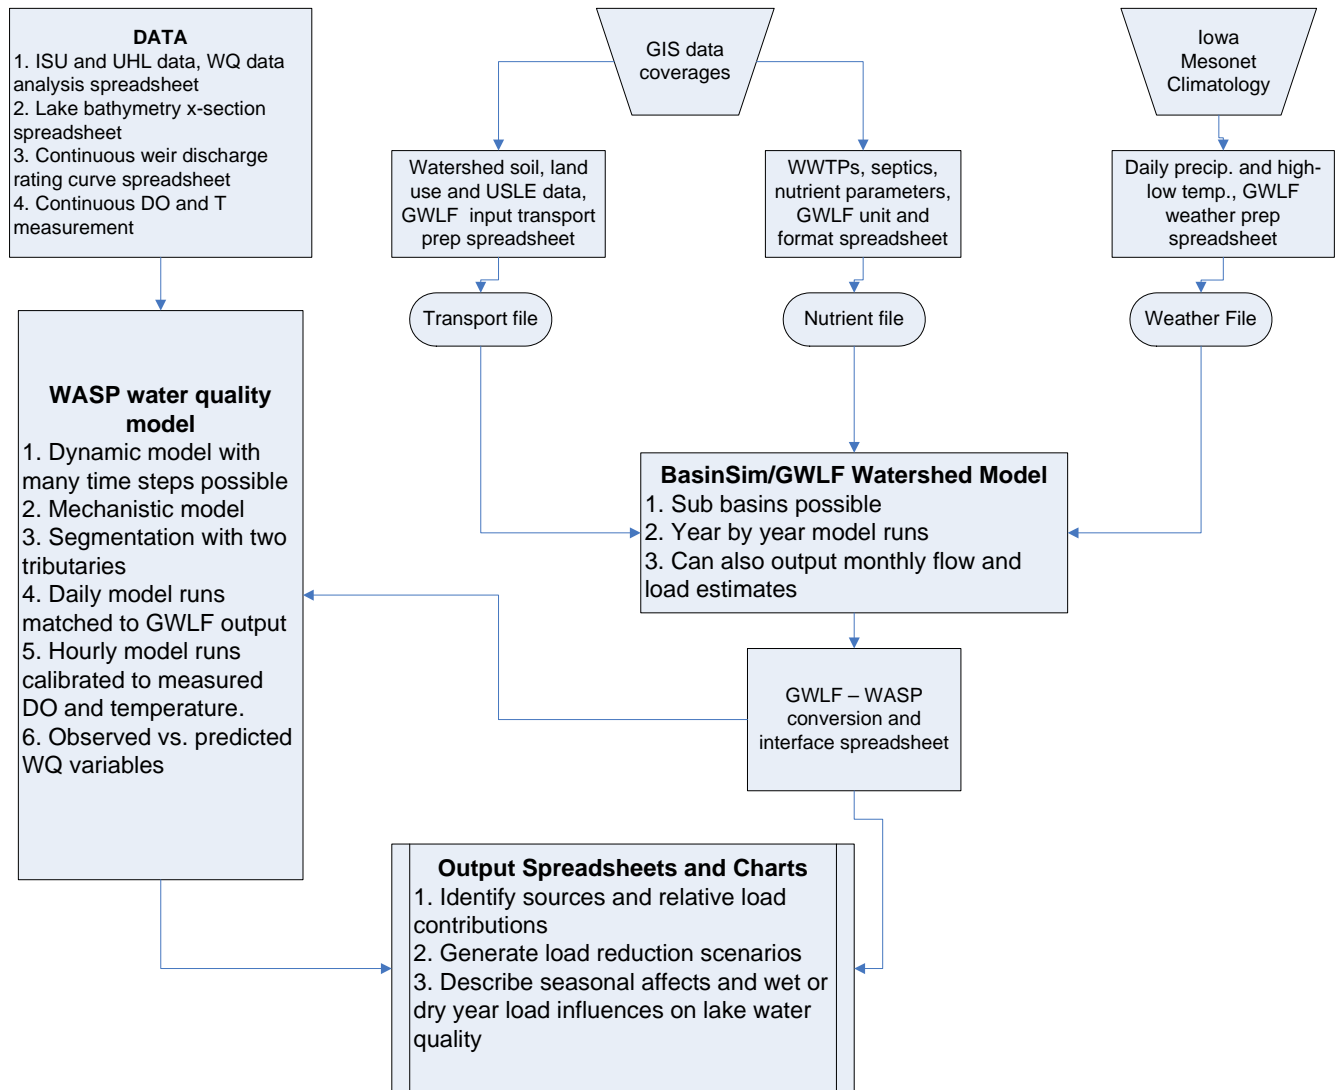 DATA
1. ISU and UHL data, WQ data
analysis spreadsheet
2. Lake bathymetry x-section
spreadsheet
3. Continuous weir discharge
rating curve spreadsheet
4. Continuous DO and T
measurement
GIS data
coverages
Iowa
Mesonet
Climatology
Watershed soil, land
use and USLE data,
GWLF input transport
prep spreadsheet
WWTPs, septics,
nutrient parameters,
GWLF unit and
format spreadsheet
Daily precip. and high-
low temp., GWLF
weather prep
spreadsheet
Transport file
Nutrient file
Weather File
WASP water quality
model
1. Dynamic model with
many time steps possible
2. Mechanistic model
3. Segmentation with two
tributaries
4. Daily model runs
matched to GWLF output
5. Hourly model runs
calibrated to measured
DO and temperature.
6. Observed vs. predicted
WQ variables
BasinSim/GWLF Watershed Model
1. Sub basins possible
2. Year by year model runs
3. Can also output monthly flow and
load estimates
GWLF – WASP
conversion and
interface spreadsheet
Output Spreadsheets and Charts
1. Identify sources and relative load
contributions
2. Generate load reduction scenarios
3. Describe seasonal affects and wet or
dry year load influences on lake water
quality